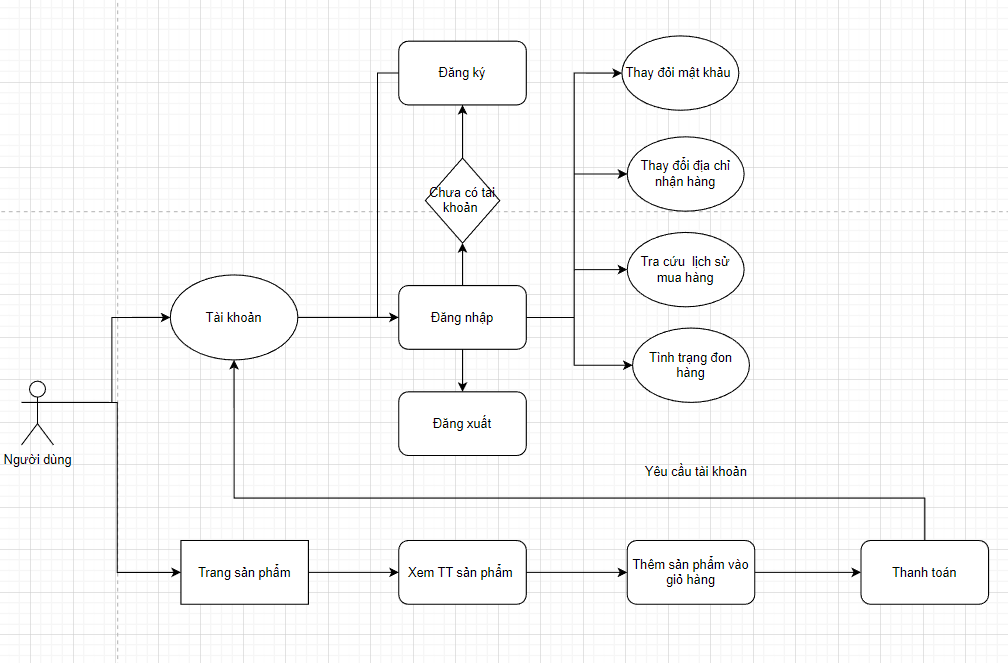 Đăng ký
Thay đổi mật khẩu
Chưa có tài
khoản
Thay đổi địa chỉ
nhận hàng
Tra cứu lịch sử
mua hàng
Tài khoản
Đăng nhập
Tình trạng đơn
hàng
Đăng xuất
Người dùng
Yêu cầu tài khoản
Trang sản phẩm
Xem TT sản phẩm
Thêm sản phẩm vào
giỏ hàng
Thanh toán